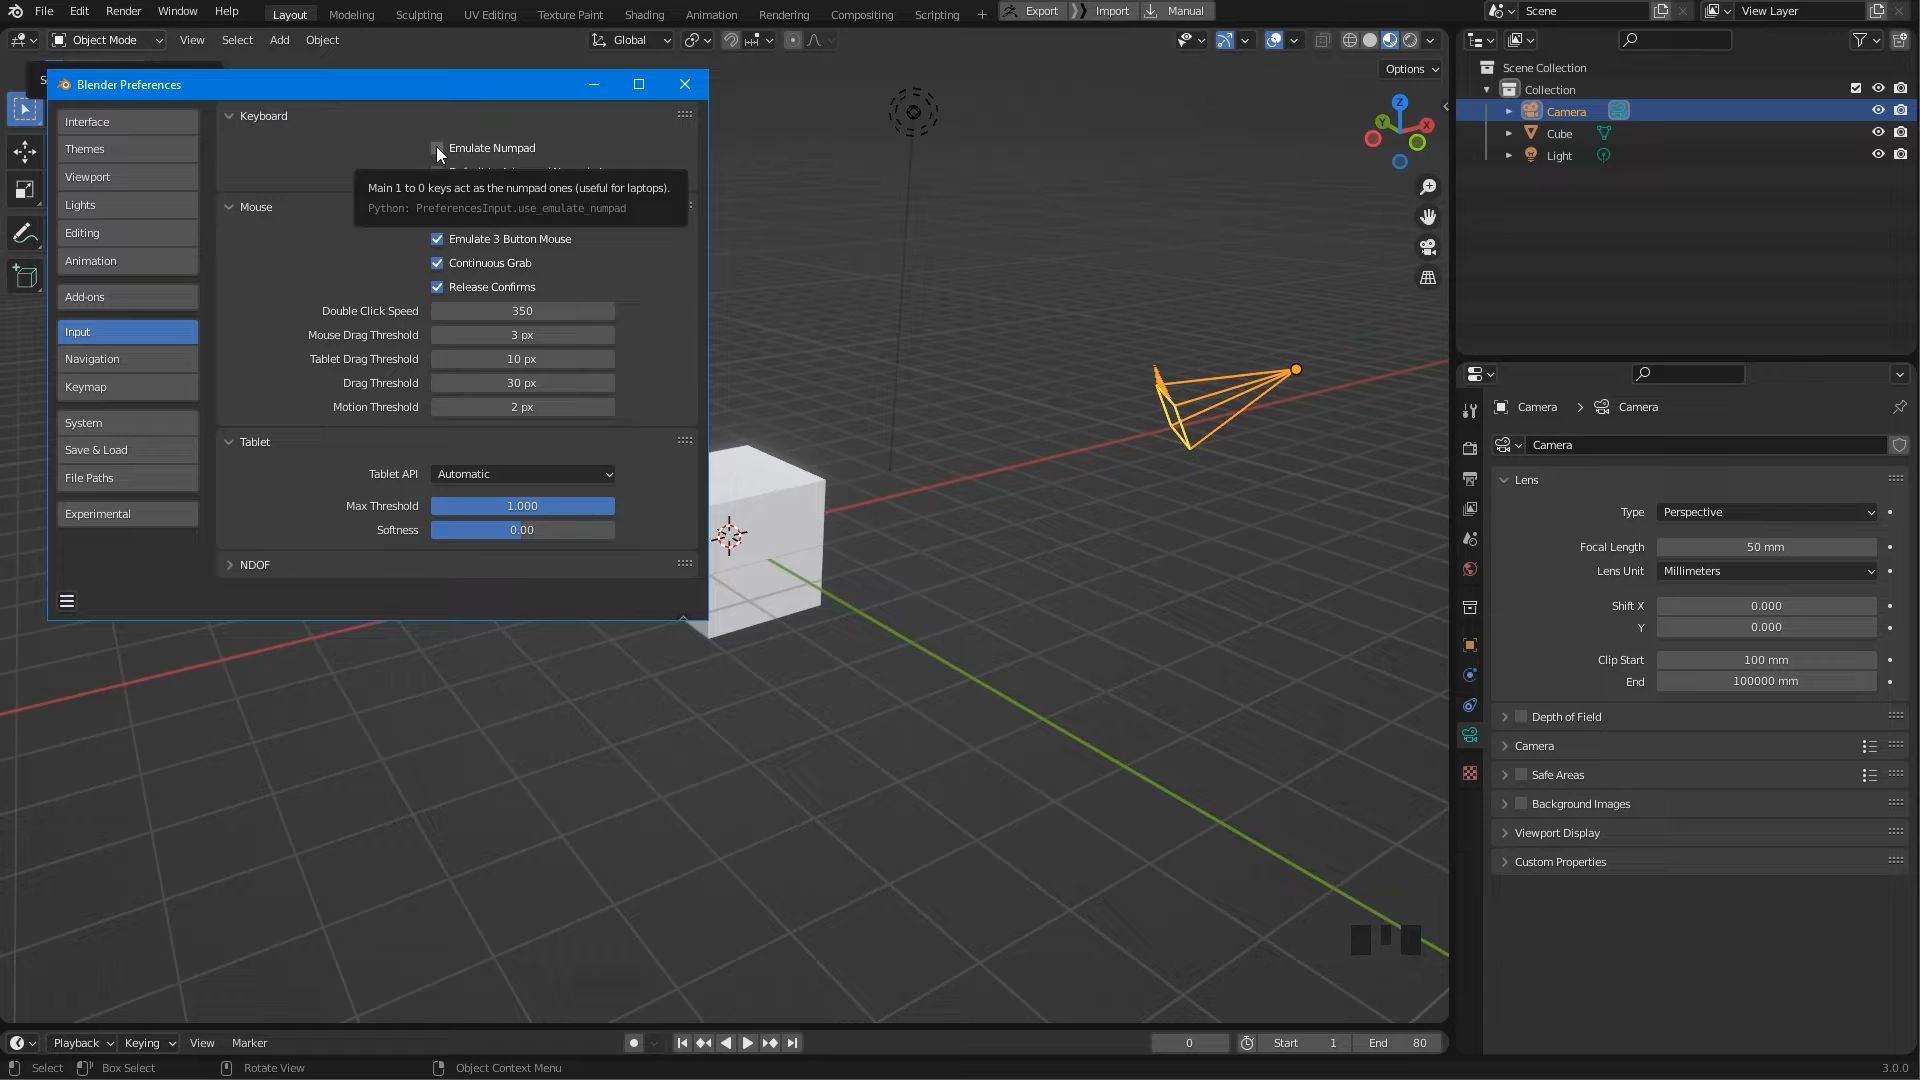 File Edit Render Window Help Layout Modeling Sculpting UV Editing Texture Paint Shading Animation Rendering Compositing Scripting + Export Import Manual Scene View Layer
Object Mode View Select Add Object Global
Options
Scene Collection
Collection
Camera
Cube
Light
Blender Preferences
Interface
Themes
Viewport
Lights
Editing
Animation
Add-ons
Input
Navigation
Keymap
System
Save & Load
File Paths
Experimental
Keyboard
Emulate Numpad
Main 1 to 0 keys act as the numpad ones (useful for laptops).
Python: PreferencesInput.use_emulate_numpad
Mouse
Emulate 3 Button Mouse
Continuous Grab
Release Confirms
Double Click Speed 350
Mouse Drag Threshold 3 px
Tablet Drag Threshold 10 px
Drag Threshold 30 px
Motion Threshold 2 px
Tablet
Tablet API Automatic
Max Threshold 1.000
Softness 0.00
NDOF
Z
Y
X
Camera > Camera
Camera
Lens
Type Perspective
Focal Length 50 mm
Lens Unit Millimeters
Shift X 0.000
Y 0.000
Clip Start 100 mm
End 100000 mm
Depth of Field
Camera
Safe Areas
Background Images
Viewport Display
Custom Properties
Playback Keying View Marker 0 Start 1 End 80
Select Box Select Rotate View Object Context Menu 3.0.0